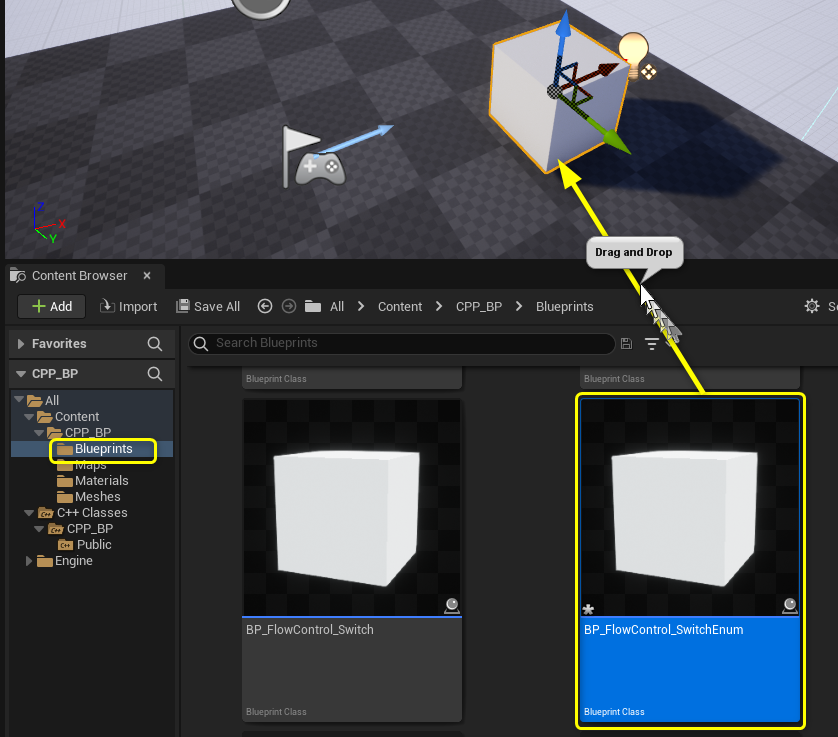 Z
X
Y
Drag and Drop
Content Browser
Add
Import
Save All
All
Content
CPP_BP
Blueprints
Favorites
Search Blueprints
CPP_BP
All
Content
CPP_BP
Blueprints
Maps
Materials
Meshes
C++ Classes
CPP_BP
Public
Engine
Blueprint Class
Blueprint Class
BP_FlowControl_Switch
Blueprint Class
BP_FlowControl_SwitchEnum
Blueprint Class